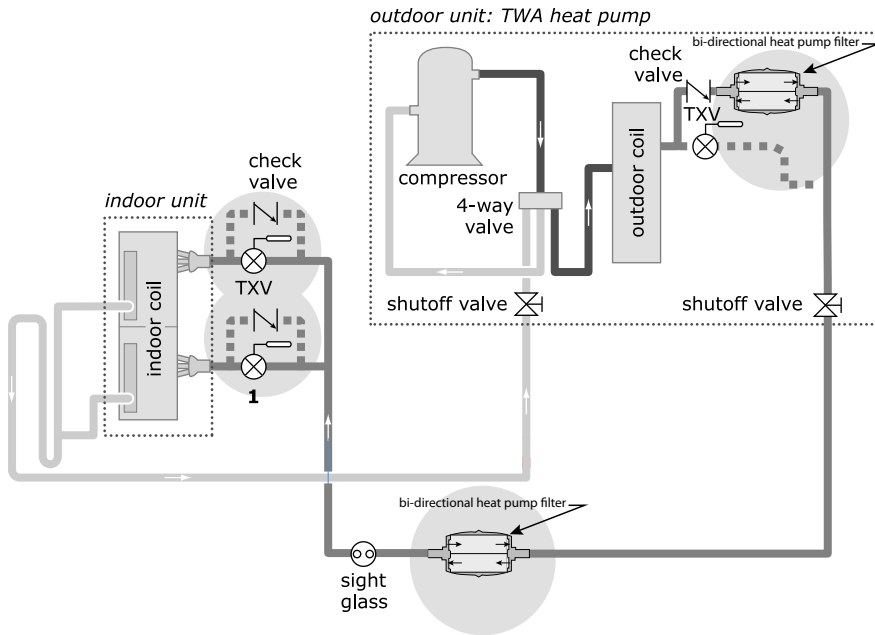 outdoor unit: TWA heat pump
bi-directional heat pump filter
check
valve
TXV
outdoor coil
compressor
4-way
valve
check
valve
indoor unit
TXV
indoor coil
shutoff valve
shutoff valve
1
bi-directional heat pump filter
sight
glass